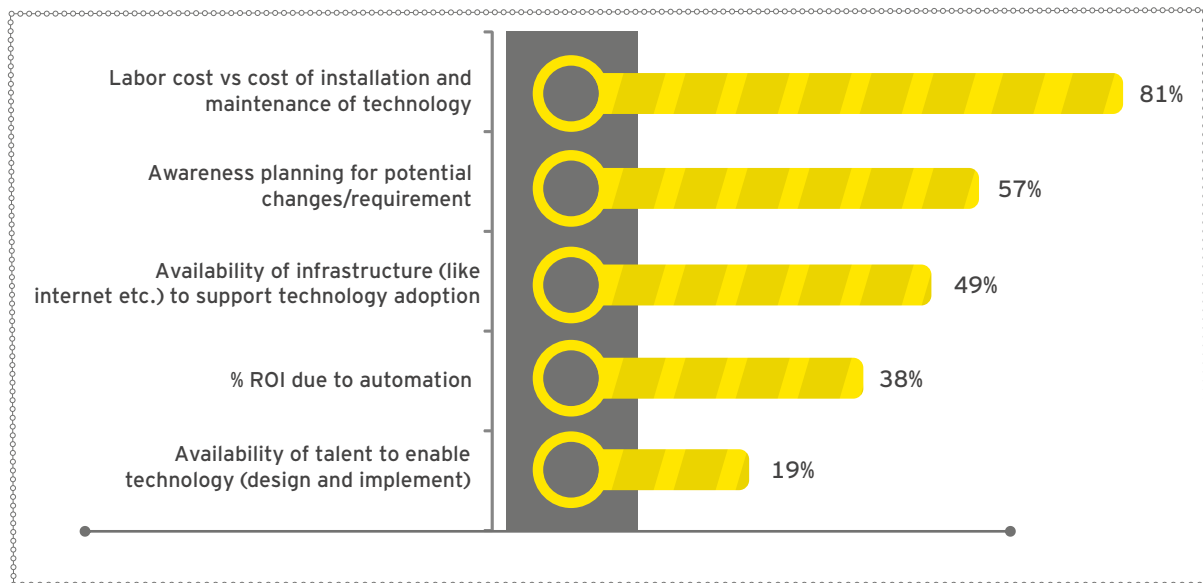 Labor cost vs cost of installation and
maintenance of technology
81%
Awareness planning for potential
changes/requirement
57%
Availability of infrastructure (like
internet etc.) to support technology adoption
49%
% ROI due to automation
38%
Availability of talent to enable
technology (design and implement)
19%